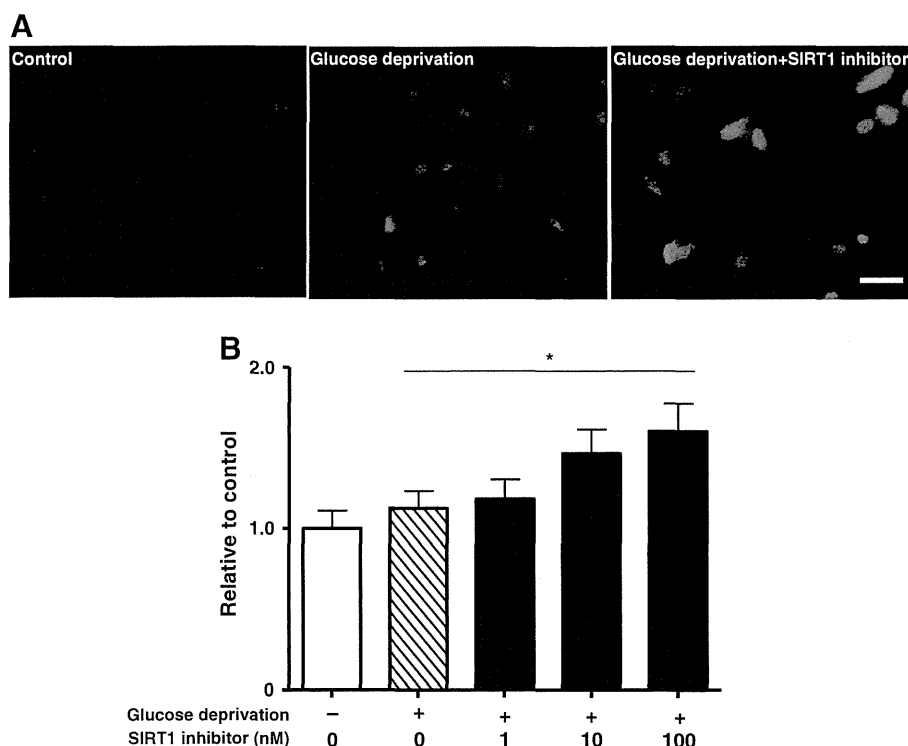 A
Control
Glucose deprivation
Glucose deprivation+SIRT1 inhibitor
B
*
2.0
1.0
0
Relative to control
Glucose deprivation − + + + +
SIRT1 inhibitor (nM) 0 0 1 10 100